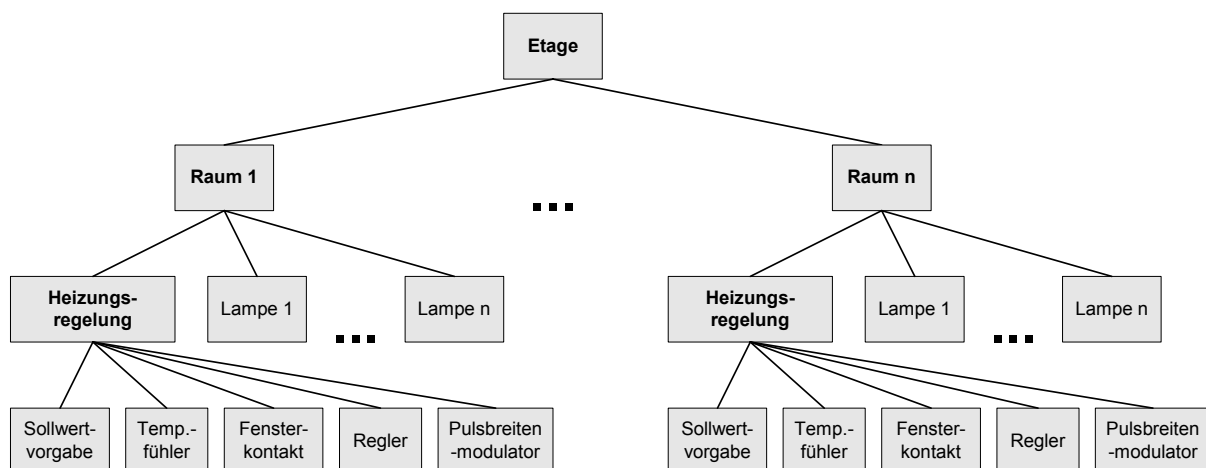 Etage
Raum 1
Raum n
...
Heizungs-
regelung
Lampe 1
...
Lampe n
Heizungs-
regelung
Lampe 1
...
Lampe n
Sollwert-
vorgabe
Temp.-
fühler
Fenster-
kontakt
Regler
Pulsbreiten
-modulator
Sollwert-
vorgabe
Temp.-
fühler
Fenster-
kontakt
Regler
Pulsbreiten
-modulator